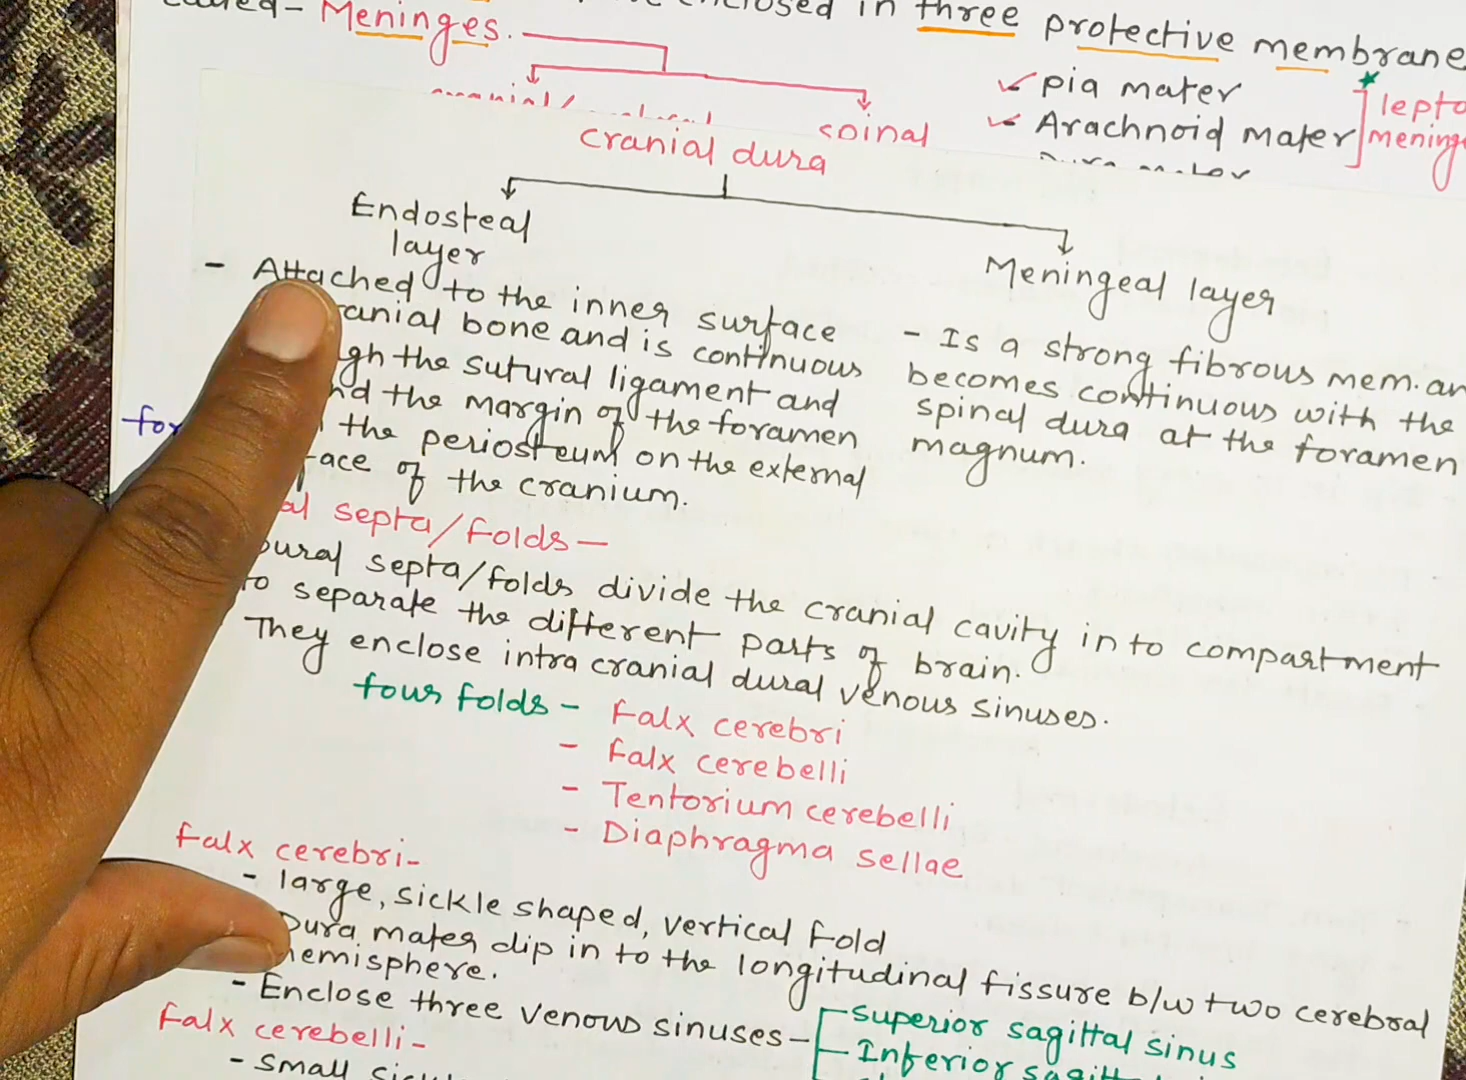 enclosed in three protective membrane
called- Meninges.
pia mater
Arachnoid mater
spinal
cranial dura
Endosteal layer
- Attached to the inner surface
bone and is continuous
the sutural ligament and
the margin of the foramen
the periosteum on the external
of the cranium.
Meningeal layer
- Is a strong fibrous mem.
becomes continuous with the
spinal dura at the foramen
magnum.
septa/folds-
Dural septa/folds divide the cranial cavity in to compartment
to separate the different parts of brain.
They enclose intra cranial dural venous sinuses.
four folds - Falx cerebri
- Falx cerebelli
- Tentorium cerebelli
- Diaphragma sellae
Falx cerebri-
- large, sickle shaped, vertical fold
Dura mater dip in to the longitudinal fissure b/w two cerebral
hemisphere.
- Enclose three venous sinuses-
Superior sagittal sinus
Inferior
Falx cerebelli-
- Small